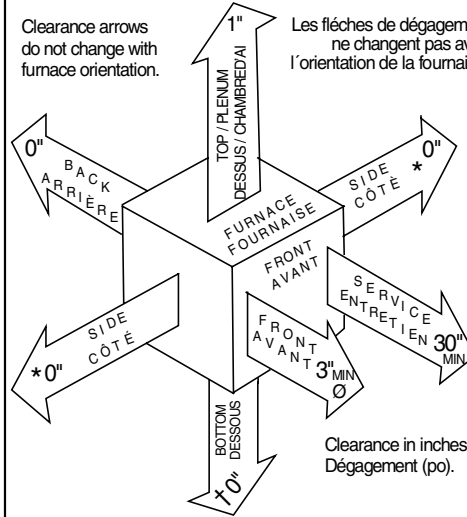 Clearance arrows
do not change with
furnace orientation.
Les fléches de dégagem
ne changent pas av
l´orientation de la fournai
1"
TOP / PLENUM
DESSUS / CHAMBRED'AI
0"
BACK
ARRIÈRE
FURNACE
FOURNAISE
FRONT
AVANT
0"
*
SIDE
CÔTÈ
SIDE
CÔTÉ
*0"
FRONT
AVANT
3" MIN
Ø
SERVICE
ENTRETIEN
30"
MIN
BOTTOM
DESSOUS
†0"
Clearance in inches
Dégagement (po).